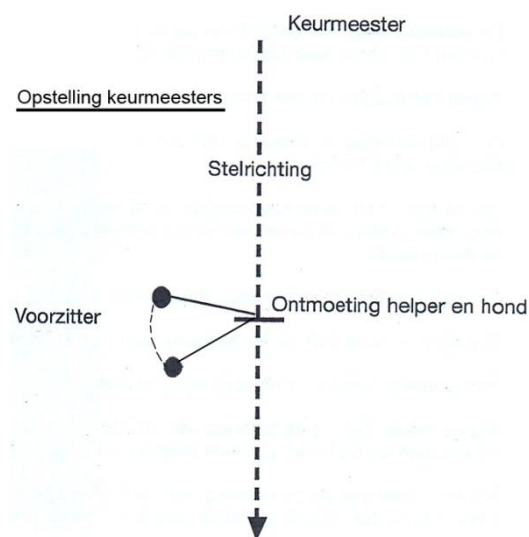 Keurmeester
Opstelling keurmeesters
Stelrichting
Ontmoeting helper en hond
Voorzitter